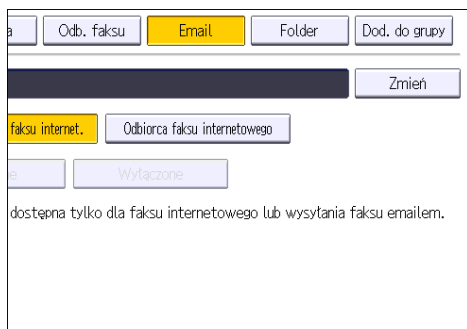 a Odb. faksu Email Folder Dod. do grupy
Zmień
faksu internet. Odbiorca faksu internetowego
e Wyłączone
dostępna tylko dla faksu internetowego lub wysyłania faksu emailem.